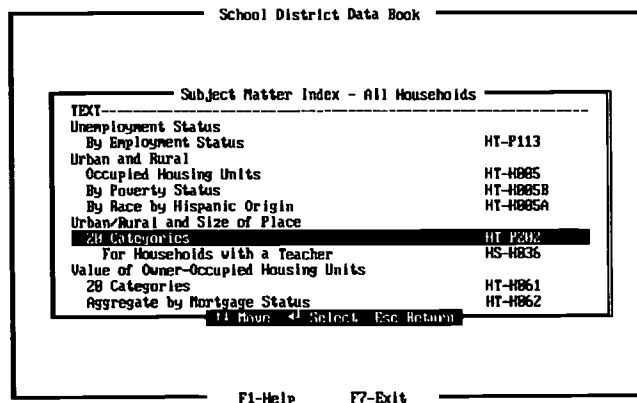 School District Data Book
Subject Matter Index - All Households
TEXT
Unemployment Status
By Employment Status HT-P113
Urban and Rural
Occupied Housing Units HT-H005
By Poverty Status HT-H005B
By Race by Hispanic Origin HT-H005A
Urban/Rural and Size of Place
20 Categories HT-P202
For Households with a Teacher HS-H036
Value of Owner-Occupied Housing Units
20 Categories HT-H061
Aggregate by Mortgage Status HT-H062
↑↓ Move ↵ Select Esc Return
F1-Help F7-Exit